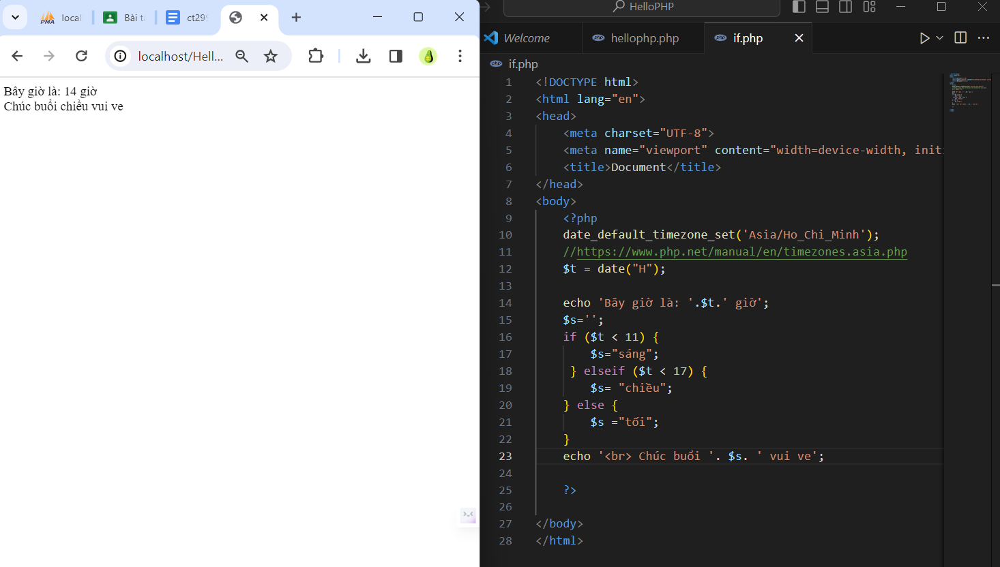 local
Bài t
ct299
localhost/Hell...
Bây giờ là: 14 giờ
Chúc buổi chiều vui ve
HelloPHP
Welcome
hellophp.php
if.php
if.php
1 <!DOCTYPE html>
2 <html lang="en">
3 <head>
4 <meta charset="UTF-8">
5 <meta name="viewport" content="width=device-width, initi
6 <title>Document</title>
7 </head>
8 <body>
9 <?php
10 date_default_timezone_set('Asia/Ho_Chi_Minh');
11 //https://www.php.net/manual/en/timezones.asia.php
12 $t = date("H");
13
14 echo 'Bây giờ là: '.$t.' giờ';
15 $s='';
16 if ($t < 11) {
17 $s="sáng";
18 } elseif ($t < 17) {
19 $s= "chiều";
20 } else {
21 $s ="tối";
22 }
23 echo '<br> Chúc buổi '. $s. ' vui ve';
24
25 ?>
26
27 </body>
28 </html>